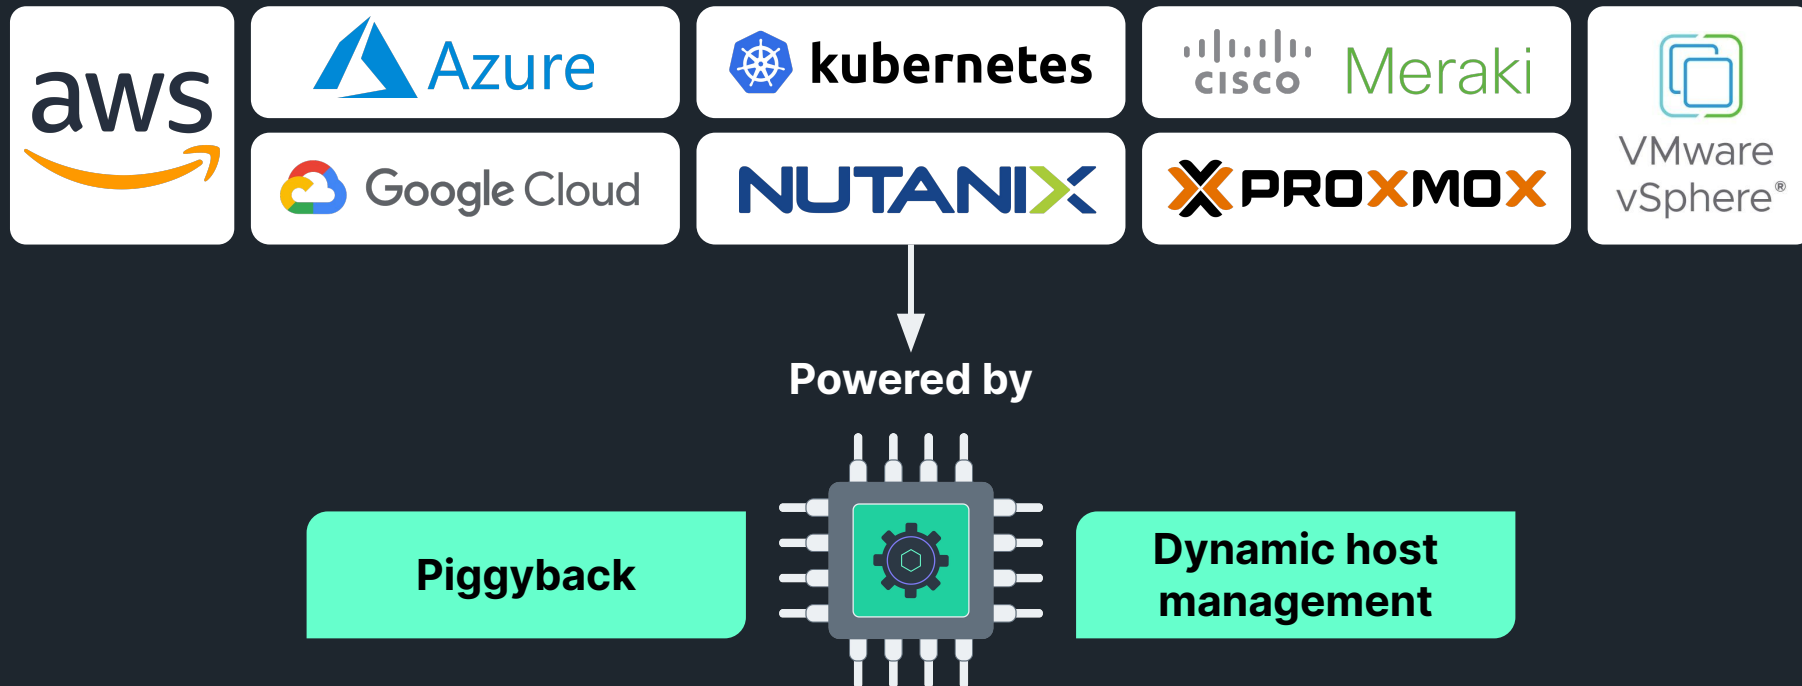 aws
Azure
kubernetes
CISCO Meraki
VMware
vSphere®
Google Cloud
NUTANIX
PROXMOX
Powered by
Piggyback
Dynamic host
management